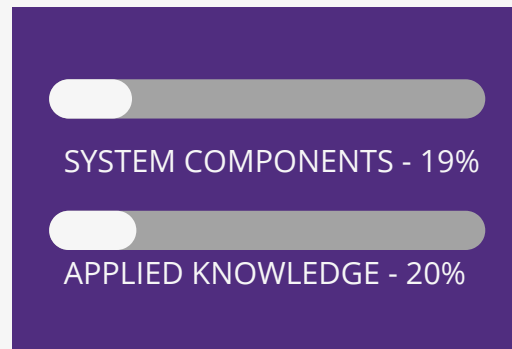 SYSTEM COMPONENTS - 19%
APPLIED KNOWLEDGE - 20%